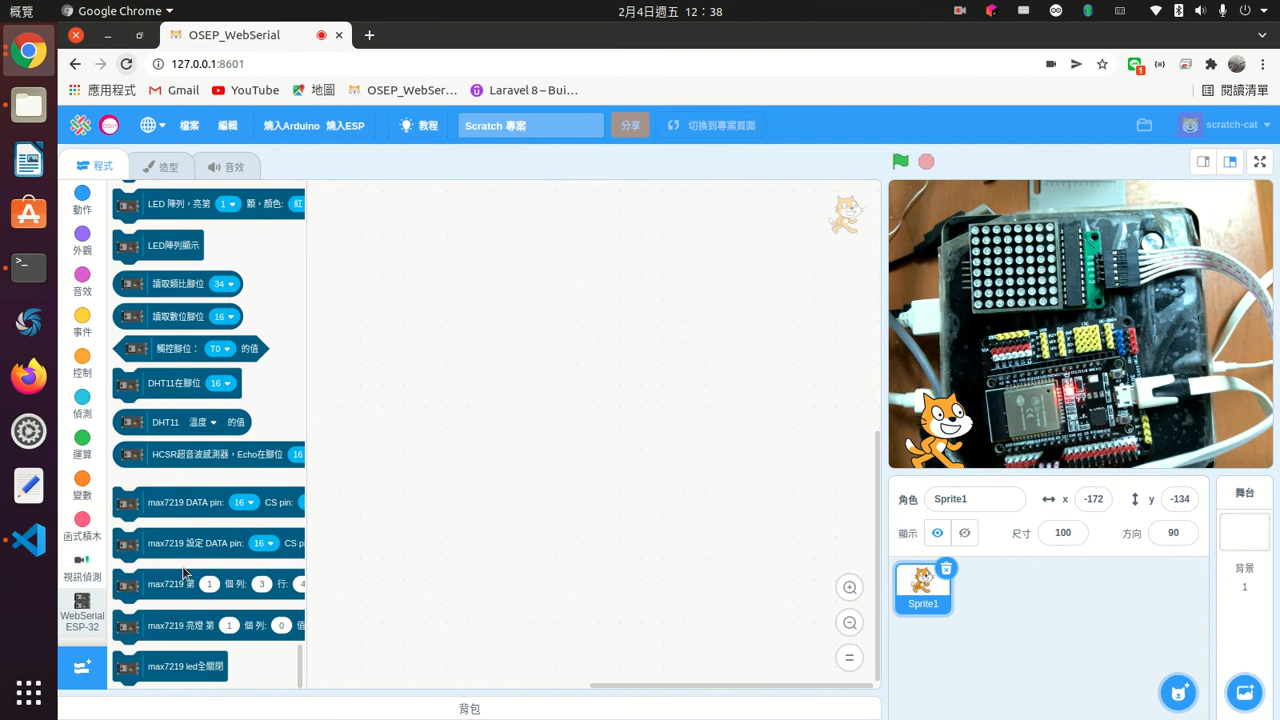 概覽
Google Chrome
2月4日週五 12：38
OSEP_WebSerial
127.0.0.1:8601
1
應用程式
Gmail
YouTube
地圖
OSEP_WebSer…
Laravel 8 – Bui…
閱讀清單
檔案
編輯
燒入Arduino
燒入ESP
教程
Scratch 專案
分享
切換到專案頁面
scratch-cat
程式
造型
音效
動作
外觀
音效
事件
控制
偵測
運算
變數
函式積木
視訊偵測
WebSerial
ESP-32
LED 陣列，亮第 1 顆，顏色: 紅
LED陣列顯示
讀取類比腳位 34
讀取數位腳位 16
觸控腳位： T0 的值
DHT11在腳位 16
DHT11 溫度 的值
HCSR超音波感測器，Echo在腳位 16
max7219 DATA pin: 16 CS pin:
max7219 設定 DATA pin: 16 CS pi
max7219 第 1 個 列: 3 行: 4
max7219 亮燈 第 1 個 列: 0 值
max7219 led全關閉
背包
角色
Sprite1
x
-172
y
-134
顯示
尺寸
100
方向
90
Sprite1
舞台
背景
1